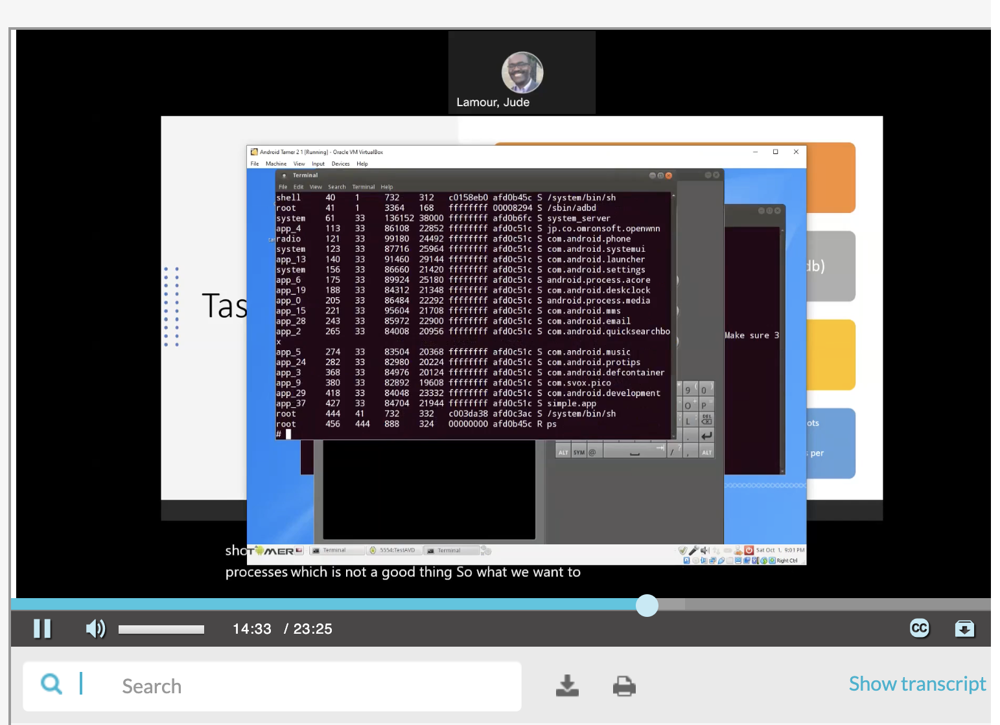 Lamour, Jude
Android Tamer 2 1 [Running] - Oracle VM VirtualBox
File Machine View Input Devices Help
Terminal
File Edit View Search Terminal Help
shell 40 1 732 312 c0158eb0 afd0b45c S /system/bin/sh
root 41 1 3364 168 ffffffff 00008294 S /sbin/adbd
system 61 33 136152 38000 ffffffff afd0b6fc S system_server
app_4 113 33 86108 22852 ffffffff afd0c51c S jp.co.omronsoft.openwnn
radio 121 33 99180 24492 ffffffff afd0c51c S com.android.phone
system 123 33 87716 25964 ffffffff afd0c51c S com.android.systemui
app_13 140 33 91460 29144 ffffffff afd0c51c S com.android.launcher
system 156 33 86660 21420 ffffffff afd0c51c S com.android.settings
app_6 175 33 89924 25180 ffffffff afd0c51c S android.process.acore
app_19 188 33 84312 21348 ffffffff afd0c51c S com.android.deskclock
app_0 205 33 86484 22292 ffffffff afd0c51c S android.process.media
app_15 221 33 95604 21708 ffffffff afd0c51c S com.android.mms
app_28 243 33 85972 22900 ffffffff afd0c51c S com.android.email
app_2 265 33 84008 20956 ffffffff afd0c51c S com.android.quicksearchbo
x
app_5 274 33 83504 20368 ffffffff afd0c51c S com.android.music
app_24 282 33 82980 20224 ffffffff afd0c51c S com.android.protips
app_3 368 33 84976 20124 ffffffff afd0c51c S com.android.defcontainer
app_9 380 33 82892 19608 ffffffff afd0c51c S com.svox.pico
app_29 418 33 84048 23332 ffffffff afd0c51c S com.android.development
app_37 427 33 84704 21944 ffffffff afd0c51c S simple.app
root 444 41 732 332 c003da38 afd0c3ac S /system/bin/sh
root 456 444 888 324 00000000 afd0b45c R ps
#
Tas
db)
Make sure 3
ots
per
9 ( 0 )
O + P =
L : DEL
.
ALT SYM @ / ? , ALT
Terminal 5554:TestAVD Terminal
Sat Oct 1, 9:01 PM
Right Ctrl
sho
processes which is not a good thing So what we want to
14:33 / 23:25
CC
Search
Show transcript